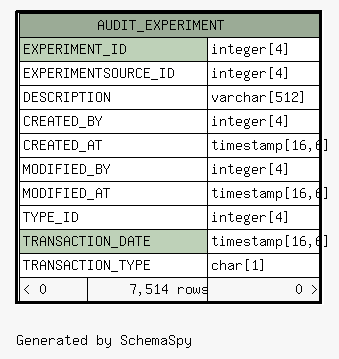 AUDIT_EXPERIMENT
EXPERIMENT_ID integer[4]
EXPERIMENTSOURCE_ID integer[4]
DESCRIPTION varchar[512]
CREATED_BY integer[4]
CREATED_AT timestamp[16,6]
MODIFIED_BY integer[4]
MODIFIED_AT timestamp[16,6]
TYPE_ID integer[4]
TRANSACTION_DATE timestamp[16,6]
TRANSACTION_TYPE char[1]
< 0 7,514 rows 0 >
Generated by SchemaSpy